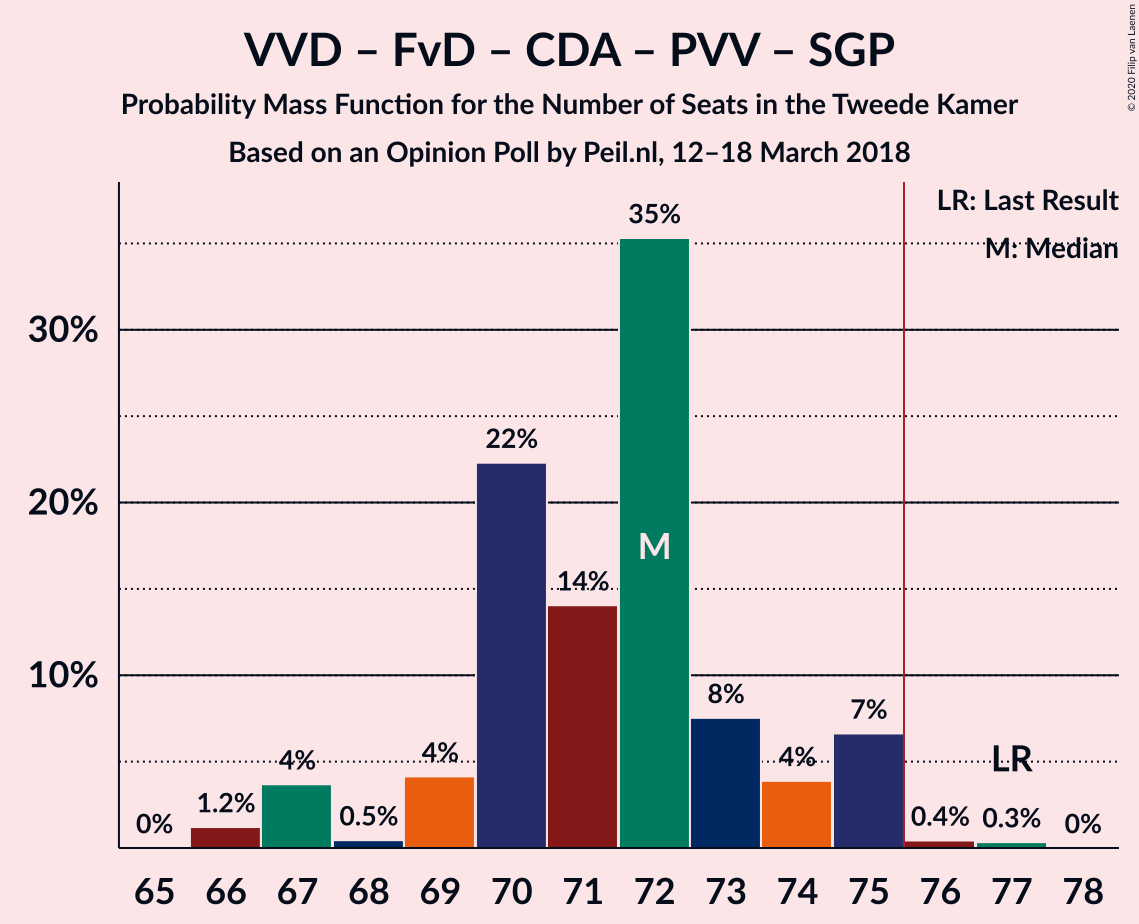 VVD – FvD – CDA – PVV – SGP
Probability Mass Function for the Number of Seats in the Tweede Kamer
Based on an Opinion Poll by Peil.nl, 12–18 March 2018
© 2020 Filip van Laenen
LR: Last Result
M: Median
35%
30%
22%
20%
M
14%
10%
8%
7%
4%
4%
4%
LR
1.2%
0.5%
0.4%
0.3%
0%
0%
65 66 67 68 69 70 71 72 73 74 75 76 77 78